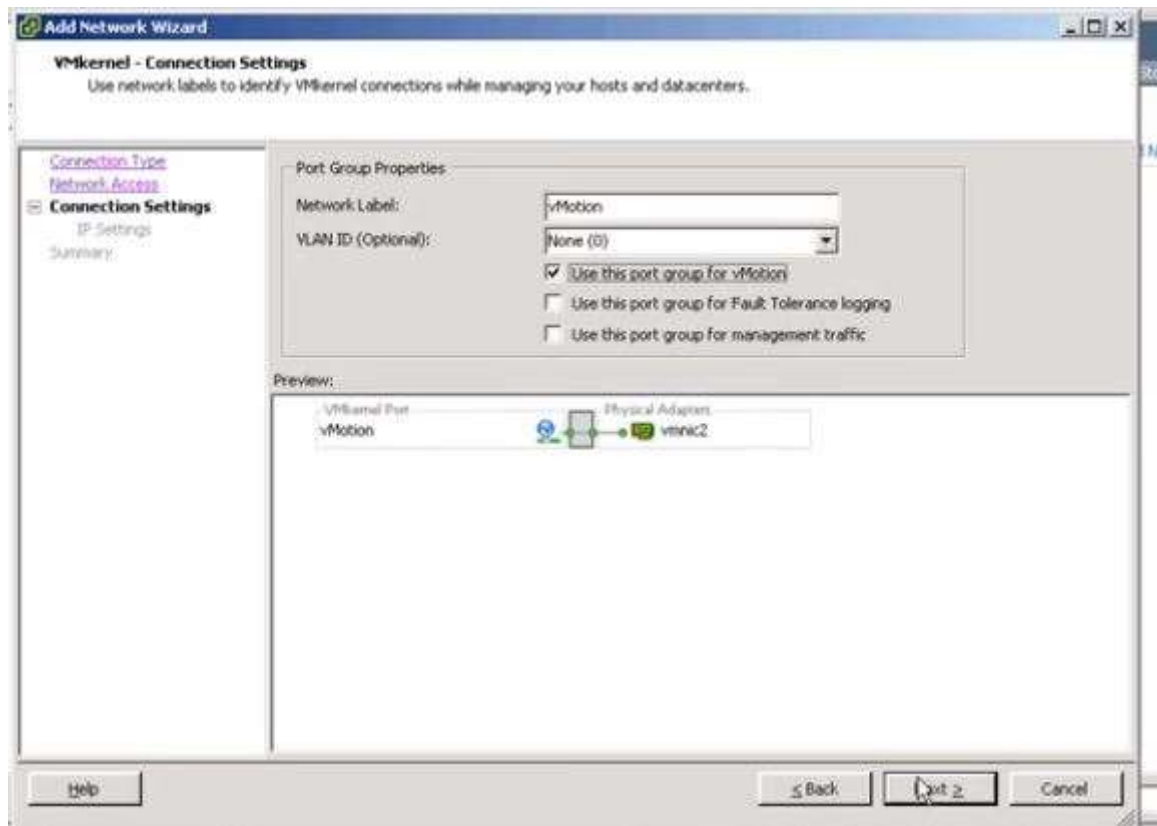 Add Network Wizard
VMkernel - Connection Settings
Use network labels to identify VMkernel connections while managing your hosts and datacenters.
Connection Type
Network Access
Connection Settings
IP Settings
Summary
Port Group Properties
Network Label:
vMotion
VLAN ID (Optional):
None (0)
Use this port group for vMotion
Use this port group for Fault Tolerance logging
Use this port group for management traffic
Preview:
VMkernel Port
Physical Adapters
vMotion
vmnic2
Help
≤ Back
Next ≥
Cancel